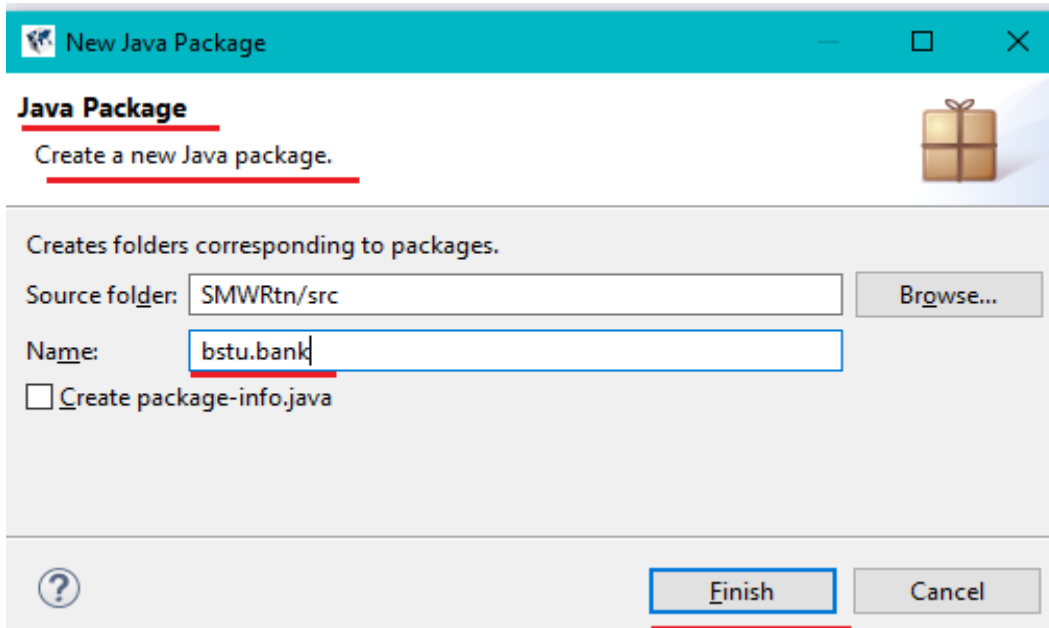 New Java Package
Java Package
Create a new Java package.
Creates folders corresponding to packages.
Source folder: SMWRtn/src Browse...
Name: bstu.bank
Create package-info.java
? Finish Cancel